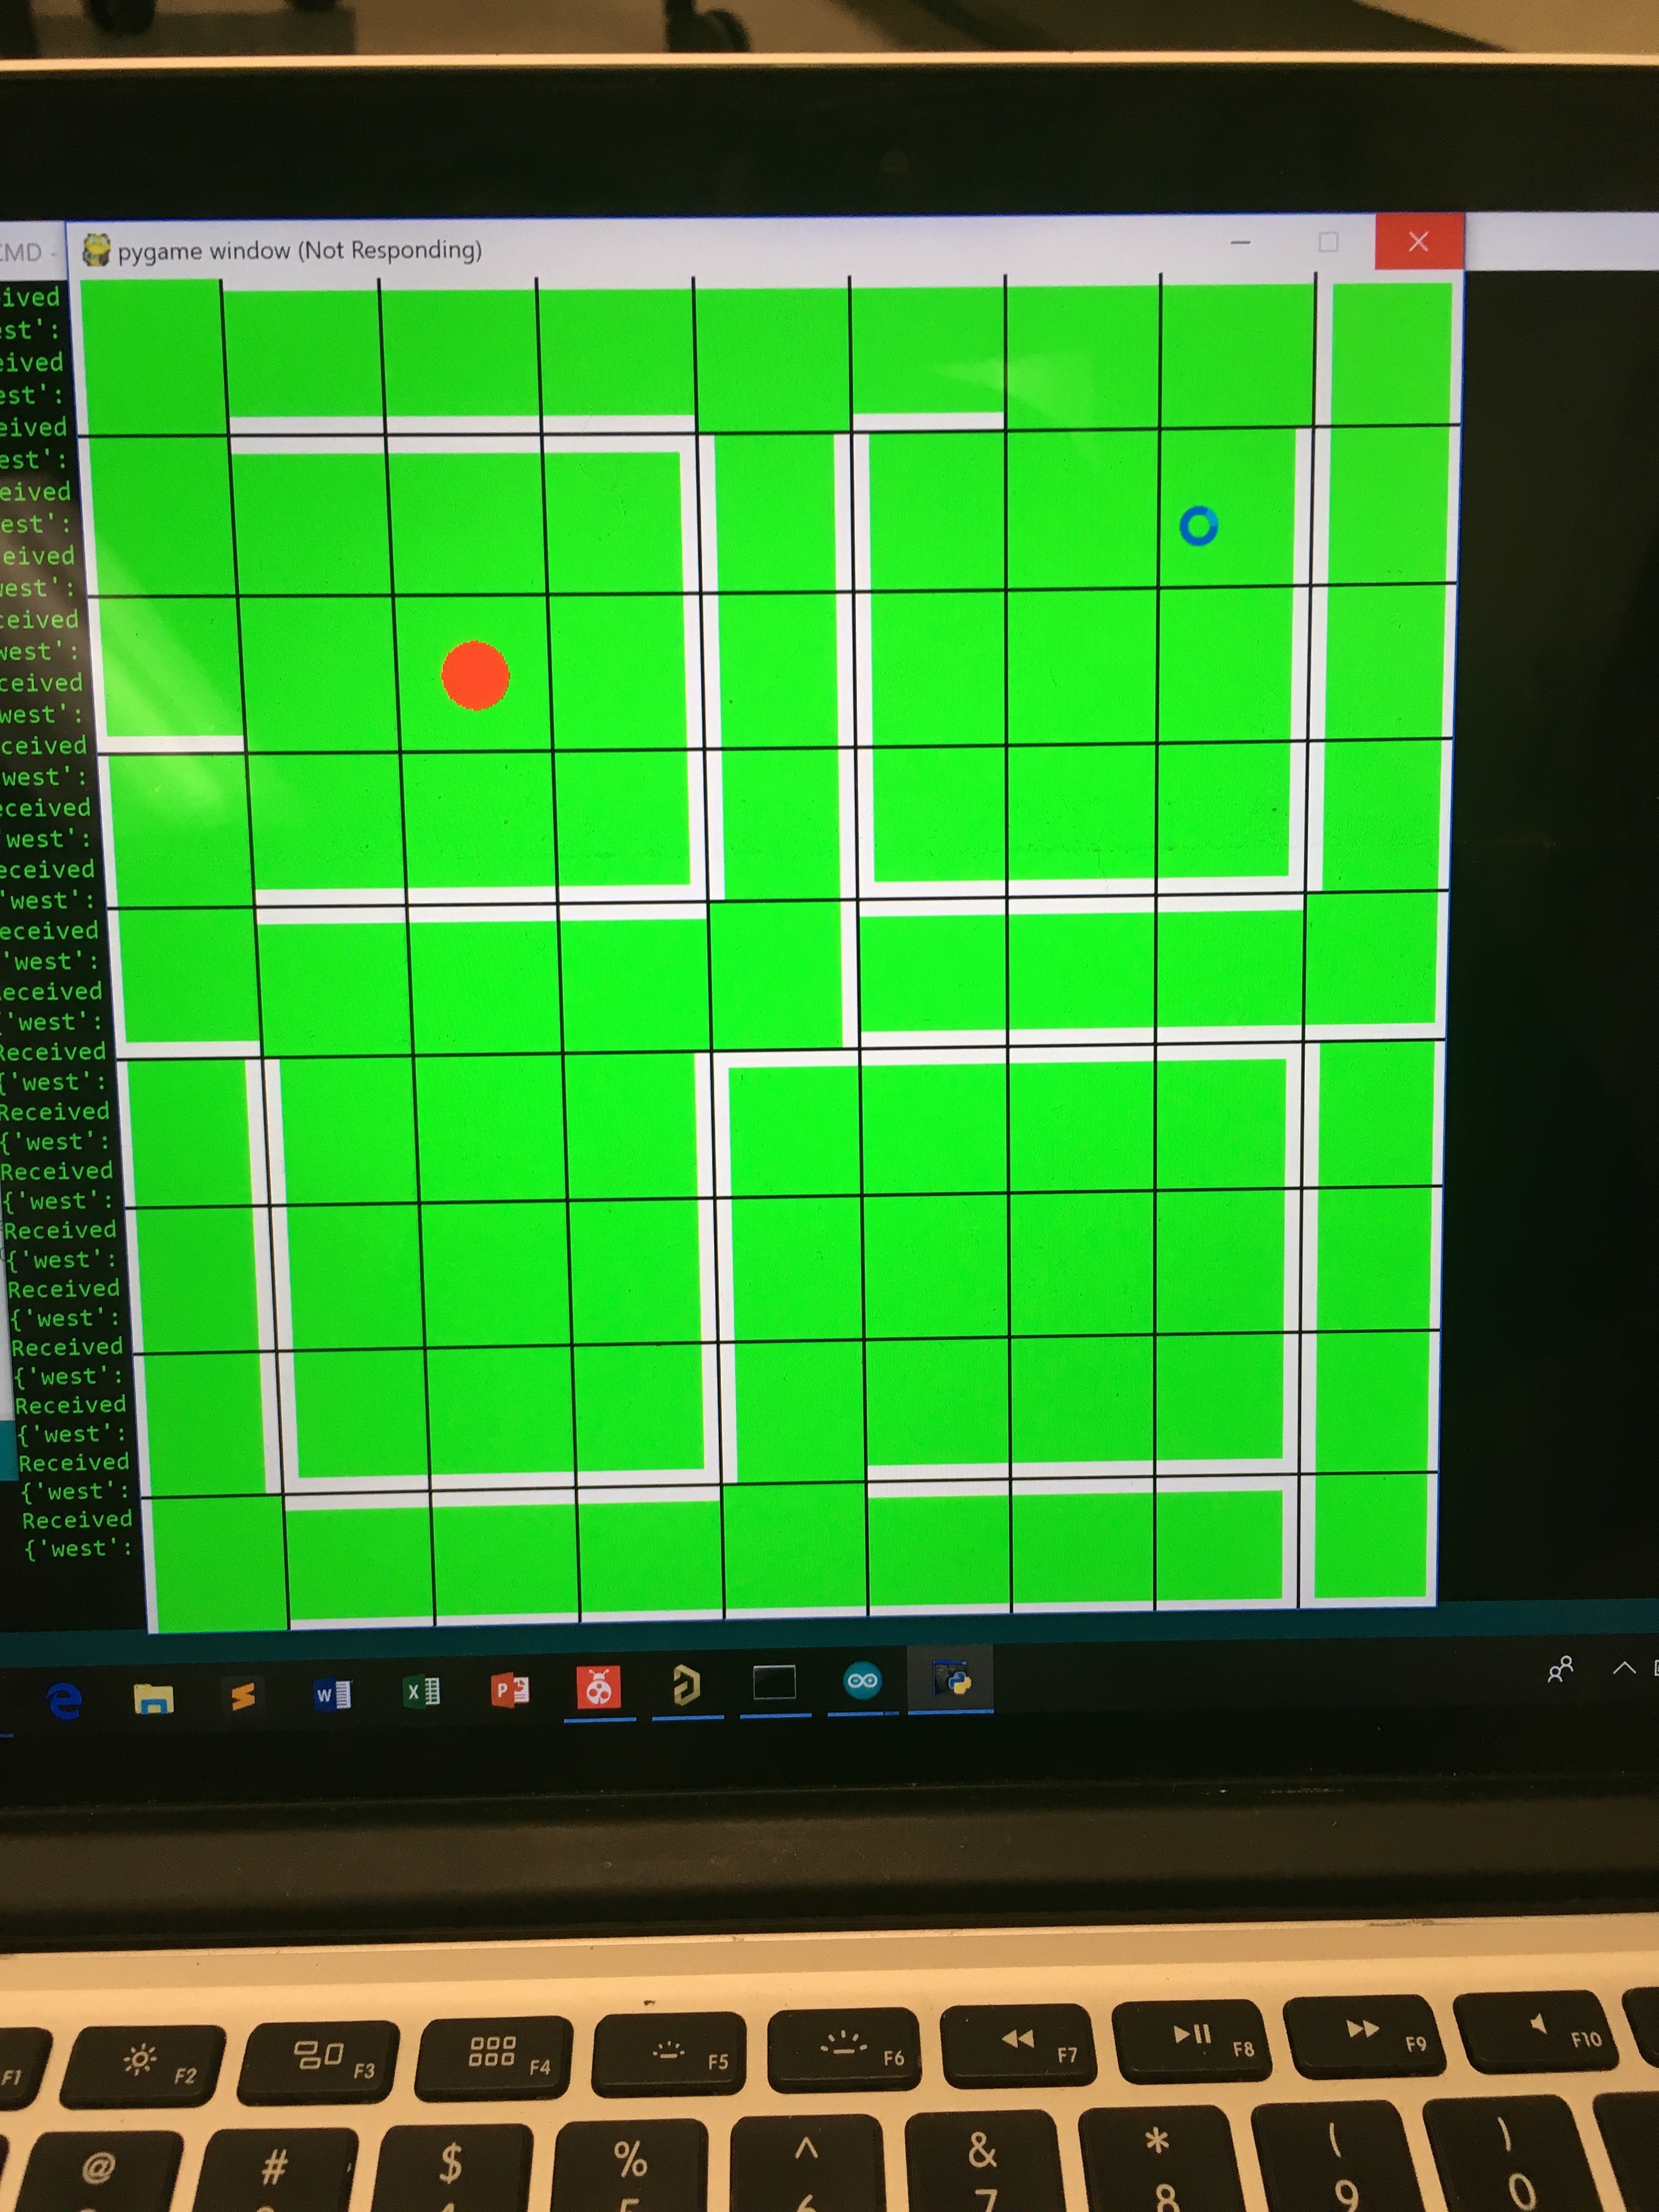 CMD -
pygame window (Not Responding)
ived
st':
eived
est':
eived
est':
eived
est':
eived
west':
ceived
west':
ceived
west':
ceived
west':
eceived
'west':
eceived
'west':
eceived
'west':
eceived
'west':
Received
{'west':
Received
{'west':
Received
{'west':
Received
{'west':
Received
{'west':
Received
{'west':
Received
{'west':
Received
{'west':
Received
{'west':
W X P
F1 F2 F3 F4 F5 F6 F7 F8 F9 F10
@ # $ % ^ & * ( )
7 8 9 0